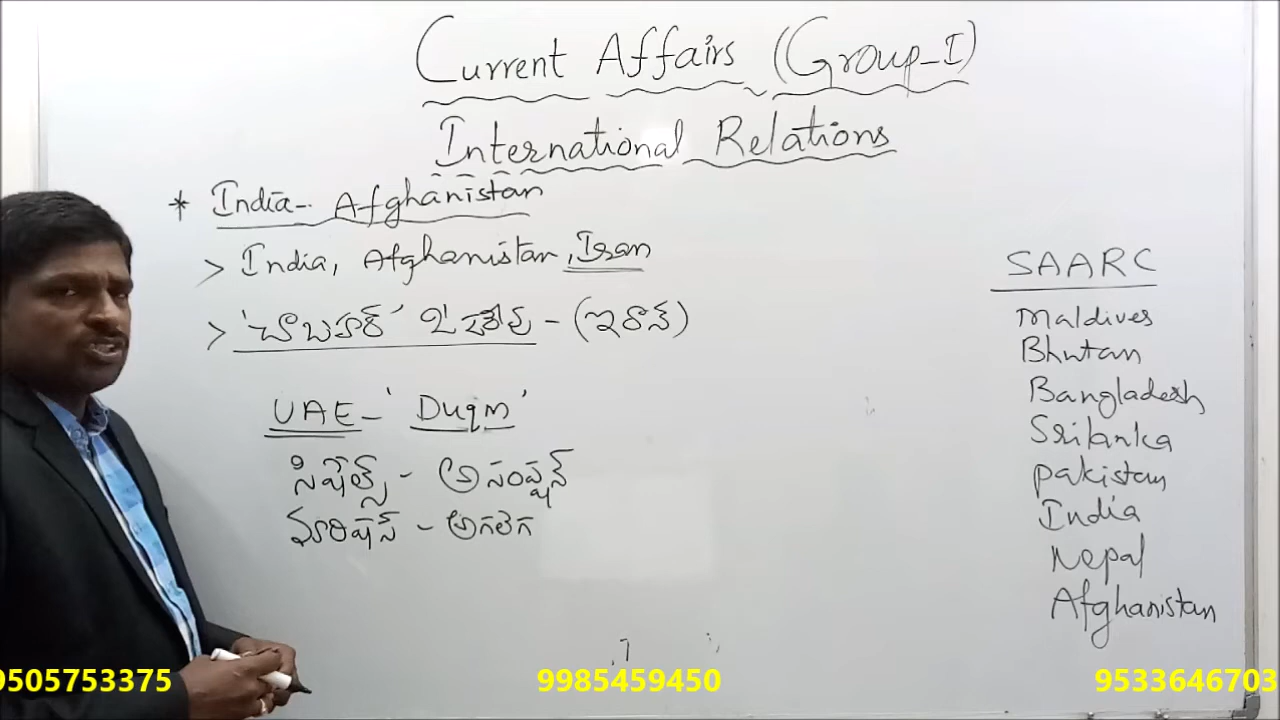 Current Affairs (Group-I)
International Relations
* India- Afghanistan
> India, Afghanistan, Iran
> 'చాబహార్' - (ఇరాన్)
UAE - 'Duqm'
సిషెల్స్ - అసంప్షన్
మారిషస్ - అగలెగ
SAARC
Maldives
Bhutan
Bangladesh
Srilanka
Pakistan
India
Nepal
Afghanistan
9505753375
9985459450
9533646703